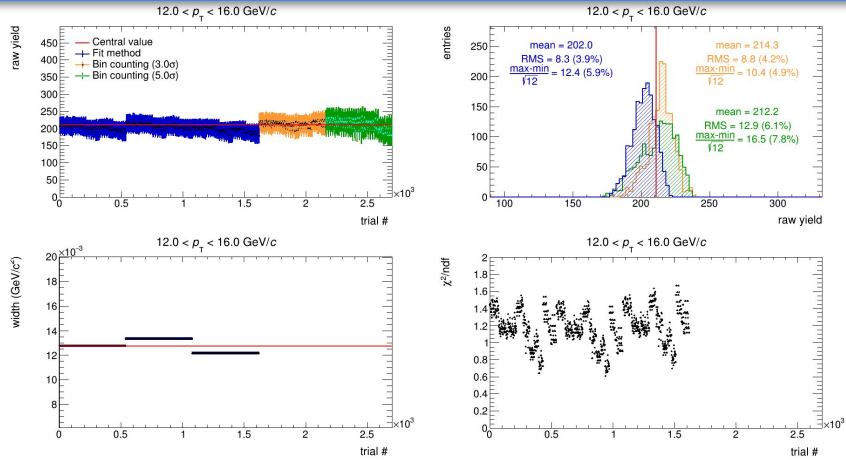 12.0 < p_T < 16.0 GeV/c
raw yield
450
400
350
300
250
200
150
100
50
0
Central value
Fit method
Bin counting (3.0σ)
Bin counting (5.0σ)
0 0.5 1 1.5 2 2.5
×10³
trial #
12.0 < p_T < 16.0 GeV/c
entries
250
200
150
100
50
0
mean = 202.0
RMS = 8.3 (3.9%)
max-min/√12 = 12.4 (5.9%)
mean = 214.3
RMS = 8.8 (4.2%)
max-min/√12 = 10.4 (4.9%)
mean = 212.2
RMS = 12.9 (6.1%)
max-min/√12 = 16.5 (7.8%)
100 150 200 250 300
raw yield
12.0 < p_T < 16.0 GeV/c
×10⁻³
width (GeV/c²)
20
18
16
14
12
10
8
0 0.5 1 1.5 2 2.5
×10³
trial #
12.0 < p_T < 16.0 GeV/c
χ²/ndf
2
1.8
1.6
1.4
1.2
1
0.8
0.6
0.4
0.2
0
0 0.5 1 1.5 2 2.5
×10³
trial #